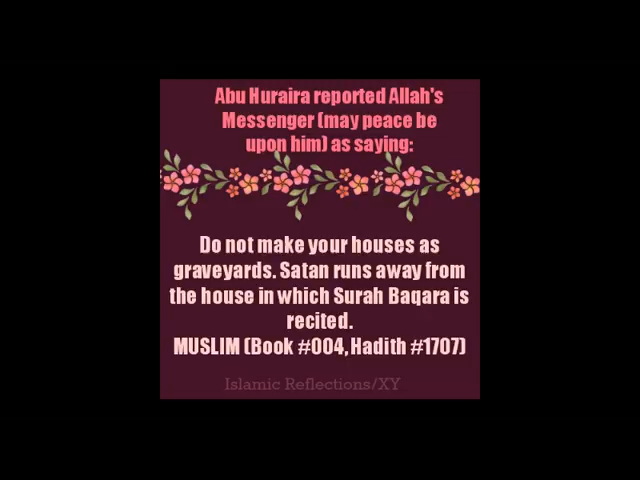 Abu Huraira reported Allah's
Messenger (may peace be
upon him) as saying:
Do not make your houses as
graveyards. Satan runs away from
the house in which Surah Baqara is
recited.
MUSLIM (Book #004, Hadith #1707)
Islamic Reflections/XY